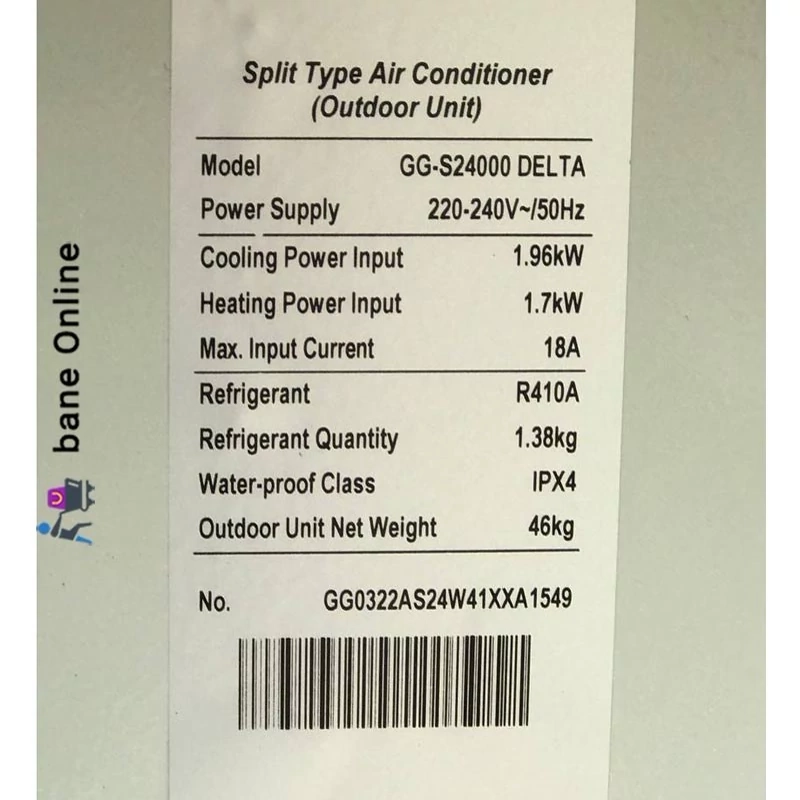 Split Type Air Conditioner
(Outdoor Unit)
Model GG-S24000 DELTA
Power Supply 220-240V~/50Hz
Cooling Power Input 1.96kW
Heating Power Input 1.7kW
Max. Input Current 18A
Refrigerant R410A
Refrigerant Quantity 1.38kg
Water-proof Class IPX4
Outdoor Unit Net Weight 46kg
No. GG0322AS24W41XXA1549
bane Online